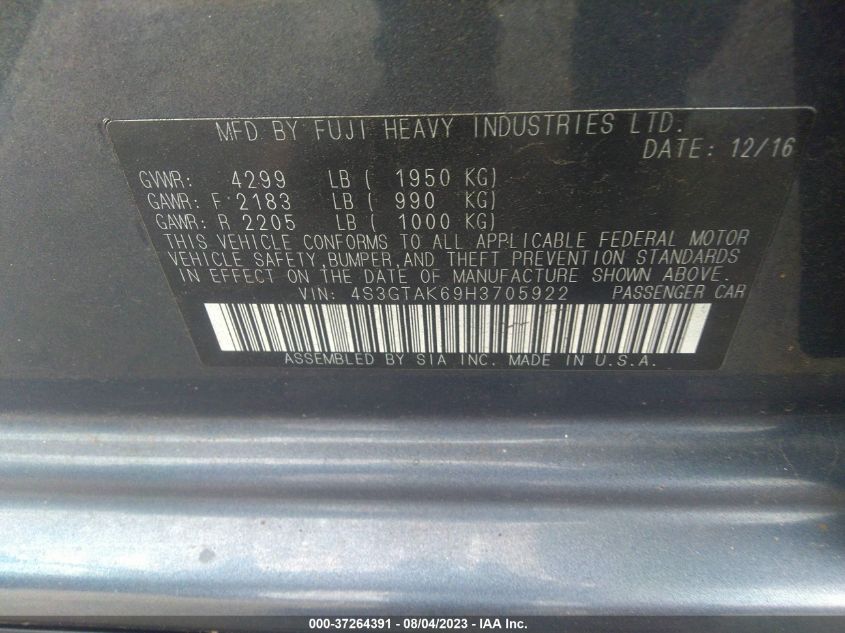 MFD BY FUJI HEAVY INDUSTRIES LTD.
DATE: 12/16
GVWR: 4299 LB ( 1950 KG)
GAWR: F 2183 LB ( 990 KG)
GAWR: R 2205 LB ( 1000 KG)
THIS VEHICLE CONFORMS TO ALL APPLICABLE FEDERAL MOTOR
VEHICLE SAFETY,BUMPER,AND THEFT PREVENTION STANDARDS
IN EFFECT ON THE DATE OF MANUFACTURE SHOWN ABOVE.
VIN: 4S3GTAK69H3705922 PASSENGER CAR
ASSEMBLED BY SIA INC. MADE IN U.S.A.
000-37264391 - 08/04/2023 - IAA Inc.